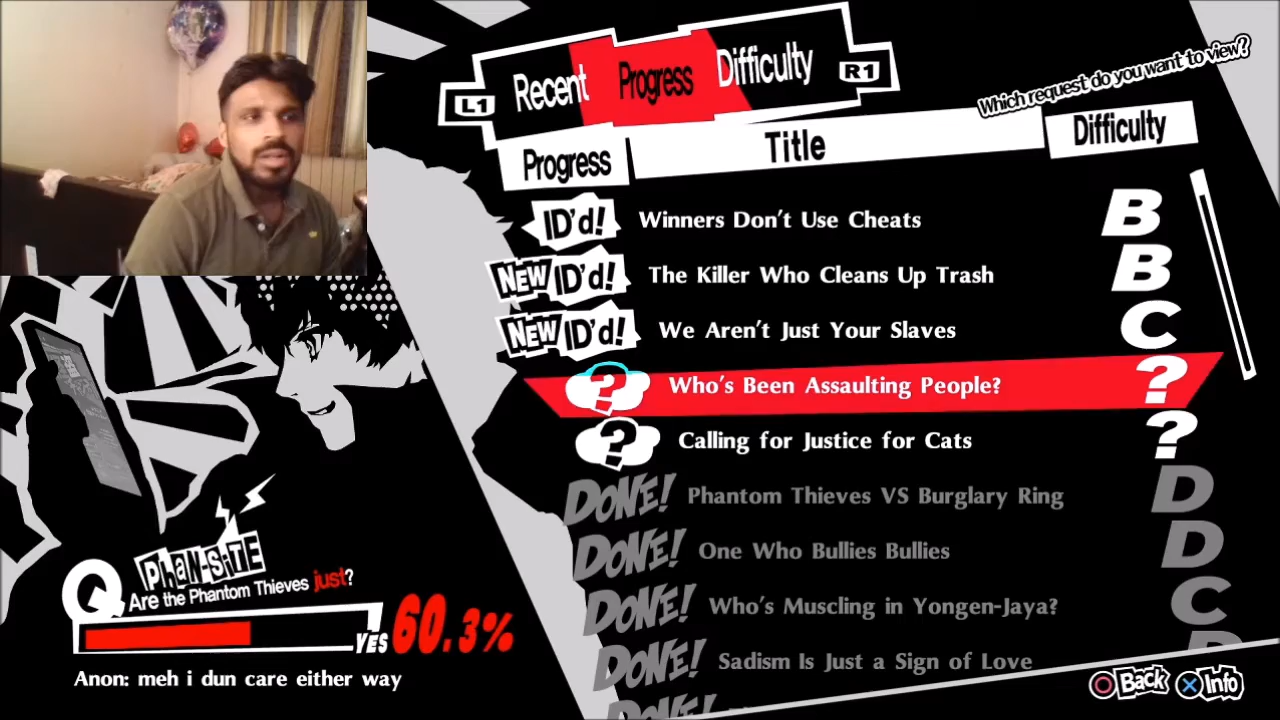 L1 Recent Progress Difficulty R1
Which request do you want to view?
Progress Title Difficulty
ID'd! Winners Don't Use Cheats B
NEW ID'd! The Killer Who Cleans Up Trash B
NEW ID'd! We Aren't Just Your Slaves C
? Who's Been Assaulting People? ?
? Calling for Justice for Cats ?
DONE! Phantom Thieves VS Burglary Ring D
DONE! One Who Bullies Bullies D
DONE! Who's Muscling in Yongen-Jaya? C
DONE! Sadism Is Just a Sign of Love
DONE!
PHAN-SITE
Q Are the Phantom Thieves just?
YES 60.3%
Anon: meh i dun care either way
Back Info